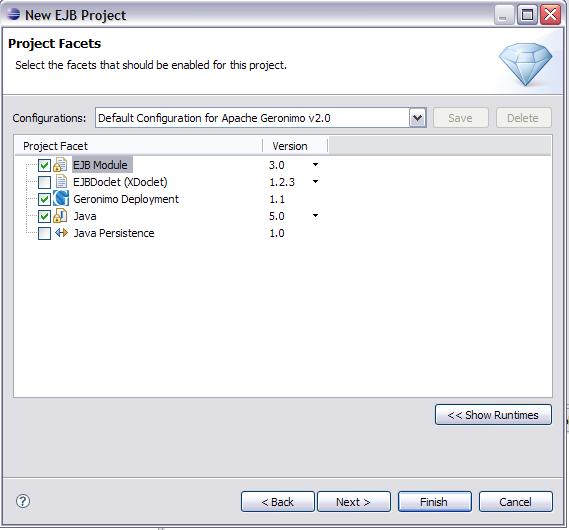 New EJB Project
Project Facets
Select the facets that should be enabled for this project.
Configurations: Default Configuration for Apache Geronimo v2.0 Save Delete
Project Facet Version
EJB Module 3.0
EJBDoclet (XDoclet) 1.2.3
Geronimo Deployment 1.1
Java 5.0
Java Persistence 1.0
<< Show Runtimes
? < Back Next > Finish Cancel